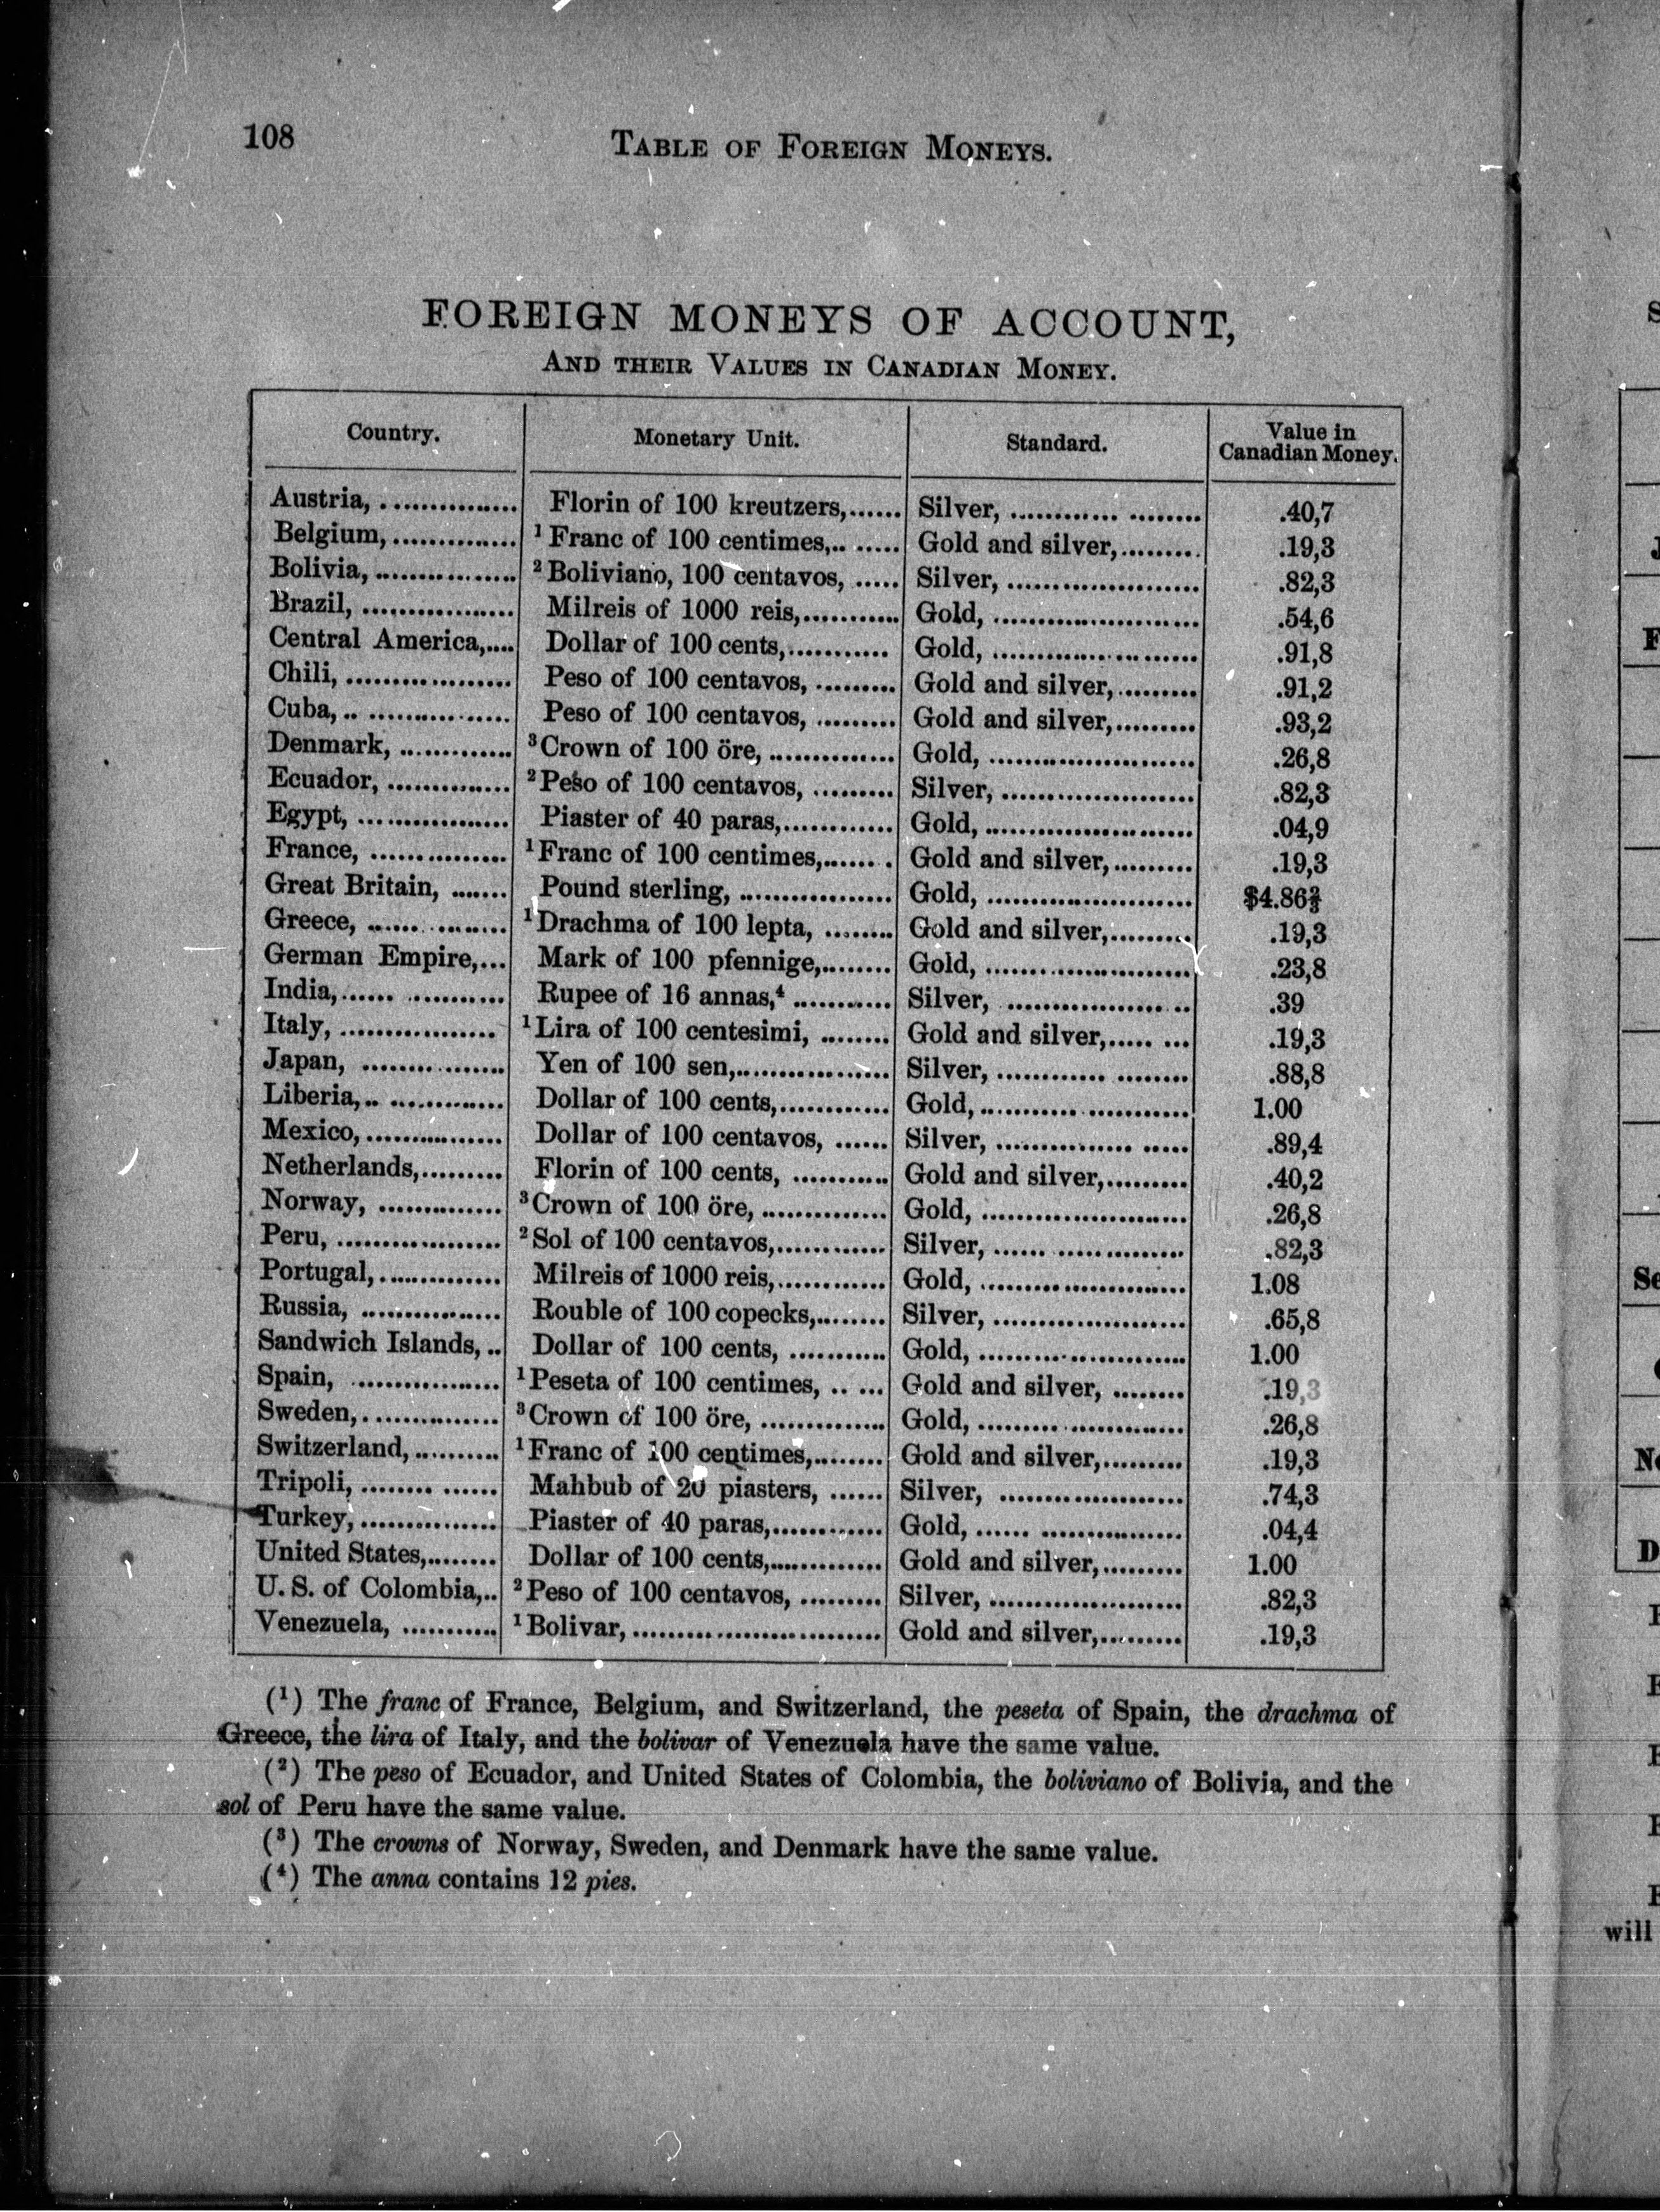 108
TABLE OF FOREIGN MONEYS.
FOREIGN MONEYS OF ACCOUNT,
AND THEIR VALUES IN CANADIAN MONEY.
Country. Monetary Unit. Standard. Value in Canadian Money.
Austria, Florin of 100 kreutzers, Silver, .40,7
Belgium, ¹ Franc of 100 centimes, Gold and silver, .19,3
Bolivia, ² Boliviano, 100 centavos, Silver, .82,3
Brazil, Milreis of 1000 reis, Gold, .54,6
Central America, Dollar of 100 cents, Gold, .91,8
Chili, Peso of 100 centavos, Gold and silver, .91,2
Cuba, Peso of 100 centavos, Gold and silver, .93,2
Denmark, ³Crown of 100 öre, Gold, .26,8
Ecuador, ²Peso of 100 centavos, Silver, .82,3
Egypt, Piaster of 40 paras, Gold, .04,9
France, ¹Franc of 100 centimes, Gold and silver, .19,3
Great Britain, Pound sterling, Gold, $4.86⅔
Greece, ¹Drachma of 100 lepta, Gold and silver, .19,3
German Empire, Mark of 100 pfennige, Gold, .23,8
India, Rupee of 16 annas,⁴ Silver, .39
Italy, ¹Lira of 100 centesimi, Gold and silver, .19,3
Japan, Yen of 100 sen, Silver, .88,8
Liberia, Dollar of 100 cents, Gold, 1.00
Mexico, Dollar of 100 centavos, Silver, .89,4
Netherlands, Florin of 100 cents, Gold and silver, .40,2
Norway, ³Crown of 100 öre, Gold, .26,8
Peru, ²Sol of 100 centavos, Silver, .82,3
Portugal, Milreis of 1000 reis, Gold, 1.08
Russia, Rouble of 100 copecks, Silver, .65,8
Sandwich Islands, Dollar of 100 cents, Gold, 1.00
Spain, ¹Peseta of 100 centimes, Gold and silver, .19,3
Sweden, ³Crown of 100 öre, Gold, .26,8
Switzerland, ¹Franc of 100 centimes, Gold and silver, .19,3
Tripoli, Mahbub of 20 piasters, Silver, .74,3
Turkey, Piaster of 40 paras, Gold, .04,4
United States, Dollar of 100 cents, Gold and silver, 1.00
U. S. of Colombia, ²Peso of 100 centavos, Silver, .82,3
Venezuela, ¹Bolivar, Gold and silver, .19,3
(¹) The franc of France, Belgium, and Switzerland, the peseta of Spain, the drachma of
Greece, the lira of Italy, and the bolivar of Venezuela have the same value.
(²) The peso of Ecuador, and United States of Colombia, the boliviano of Bolivia, and the
sol of Peru have the same value.
(³) The crowns of Norway, Sweden, and Denmark have the same value.
(⁴) The anna contains 12 pies.
will